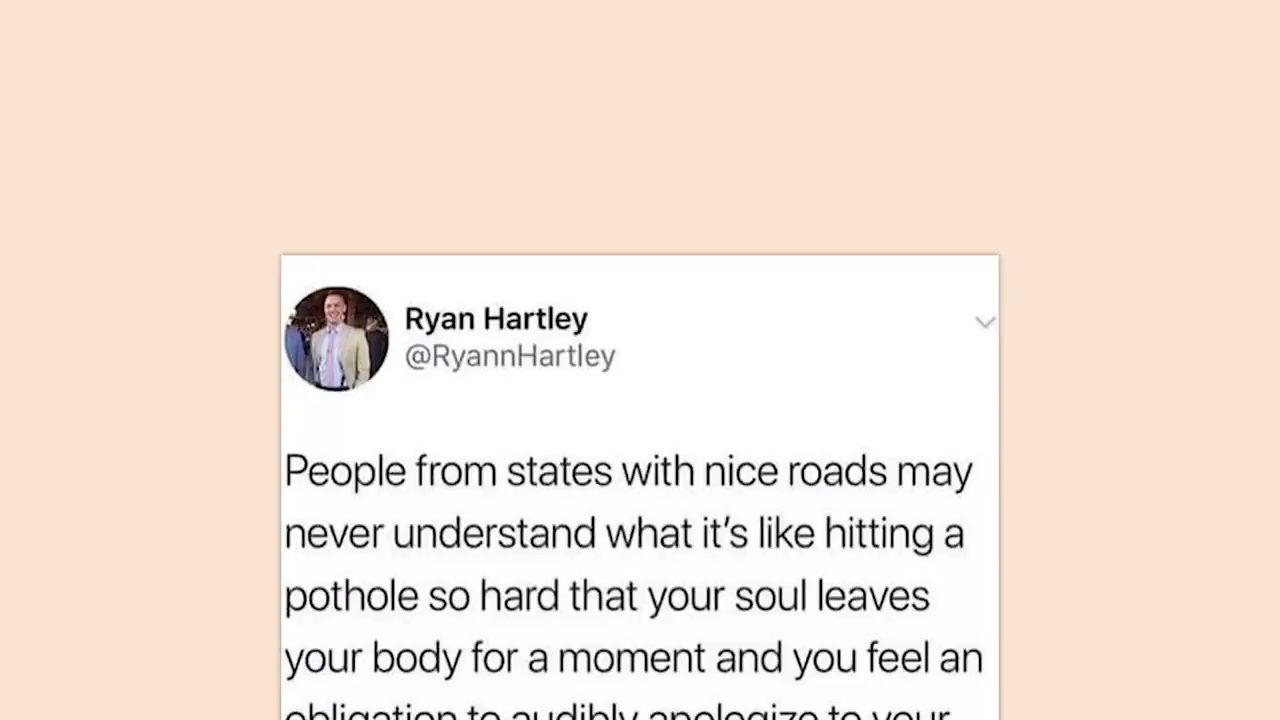 Ryan Hartley
@RyannHartley
People from states with nice roads may
never understand what it's like hitting a
pothole so hard that your soul leaves
your body for a moment and you feel an
obligation to audibly apologize to your